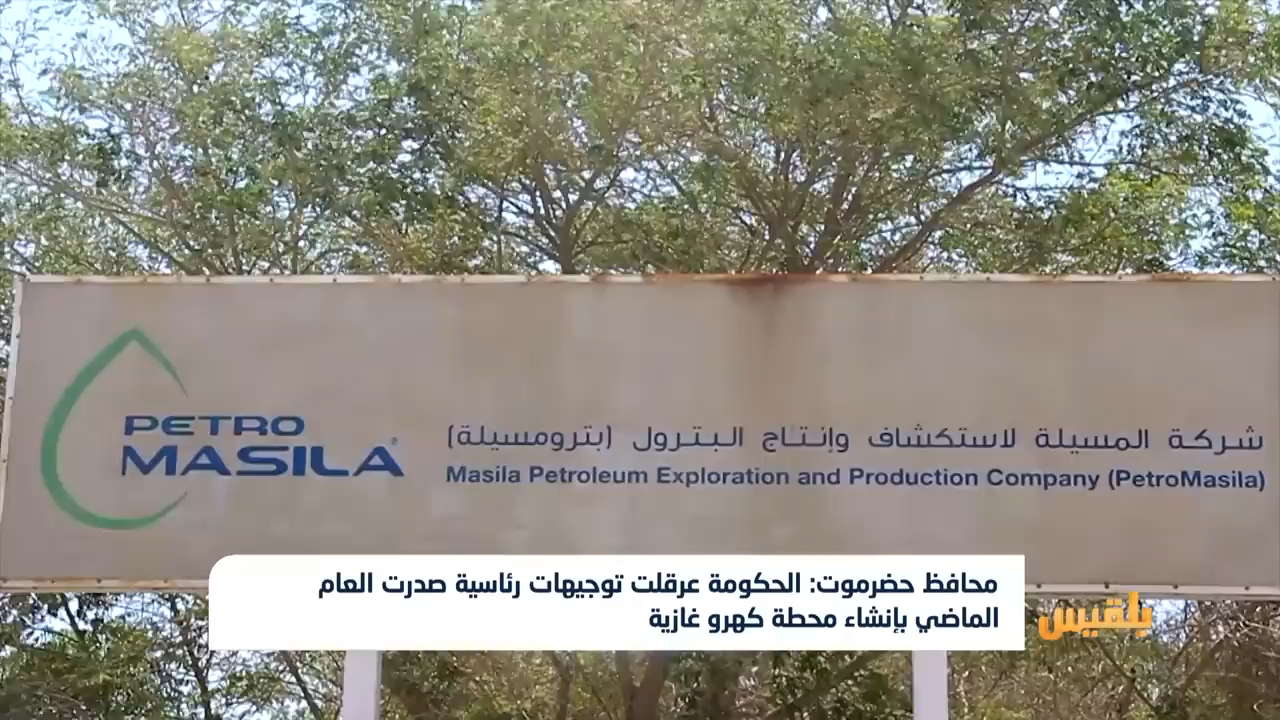 PETRO
MASILA
شركة المسيلة لاستكشاف وإنتاج البترول (بترومسيلة)
Masila Petroleum Exploration and Production Company (PetroMasila)
محافظ حضرموت: الحكومة عرقلت توجيهات رئاسية صدرت العام
الماضي بإنشاء محطة كهرو غازية
بلقيس